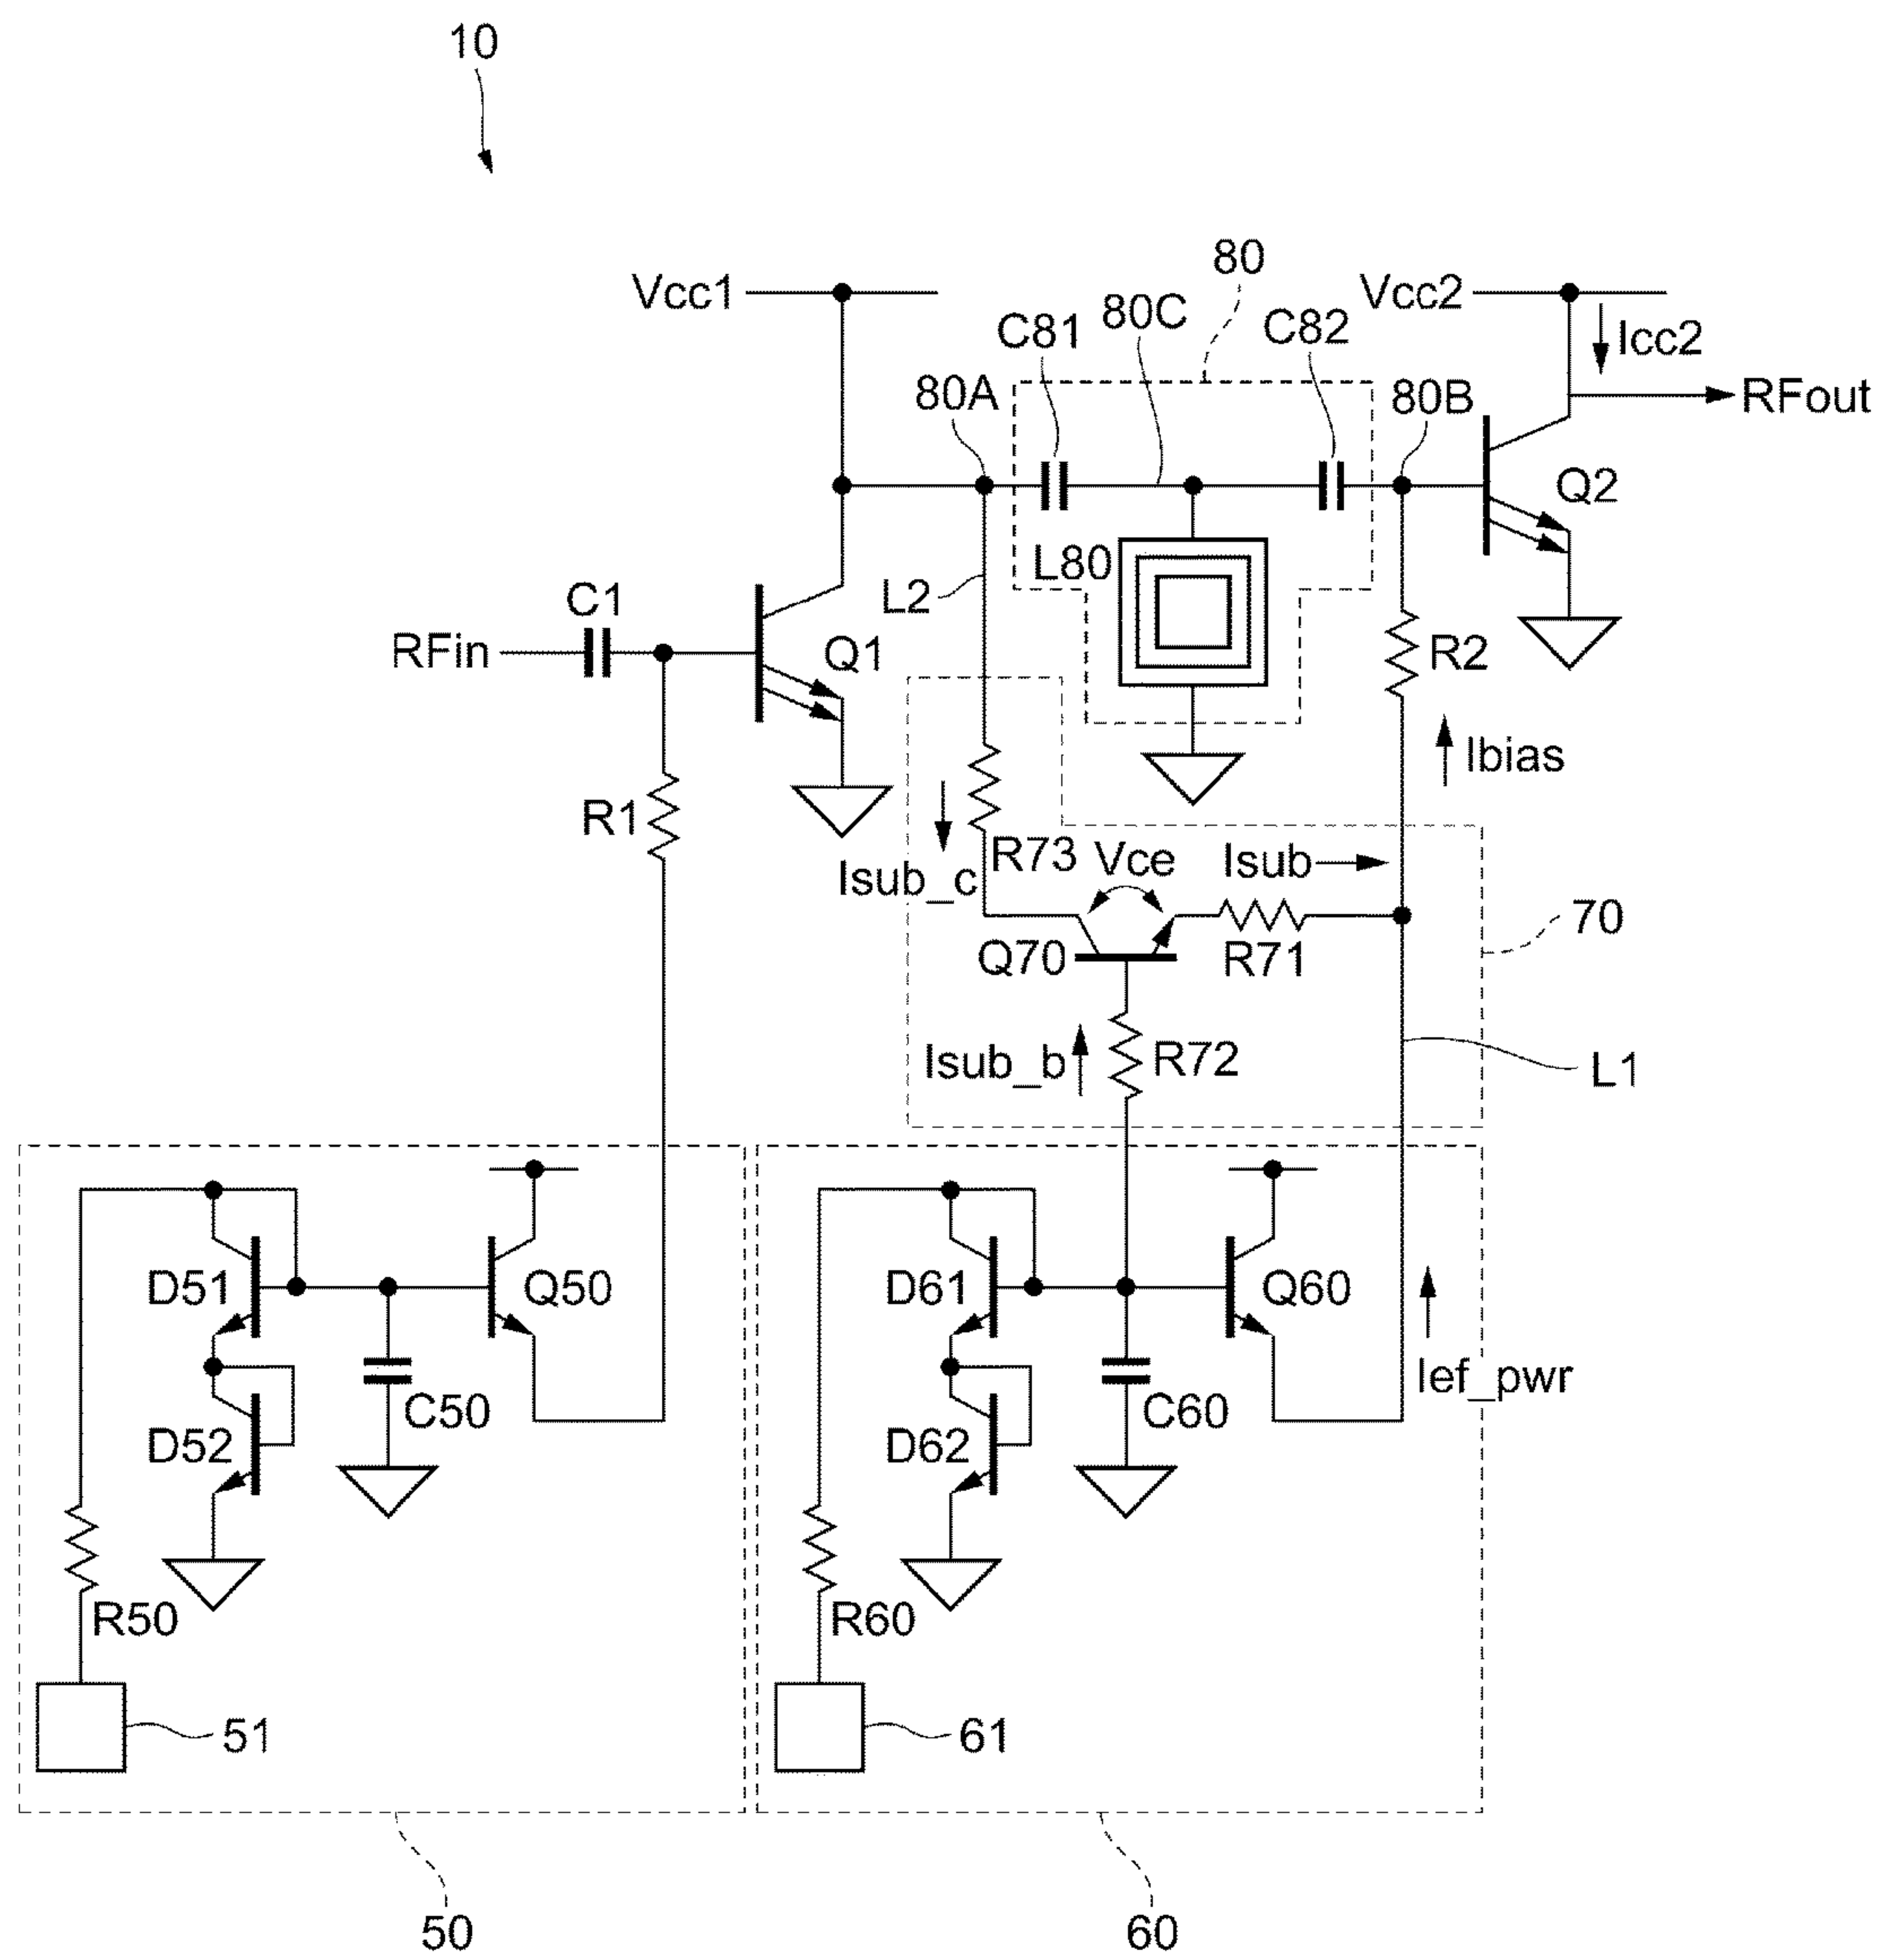 10
80
Vcc1
Vcc2
C81
80C
C82
Icc2
80A
80B
RFout
Q2
L80
L2
C1
RFin
Q1
R2
Ibias
R1
R73
Vce
Isub
Isub_c
70
Q70
R71
Isub_b
R72
L1
D51
Q50
D61
Q60
Ief_pwr
C50
C60
D52
D62
R50
R60
51
61
50
60